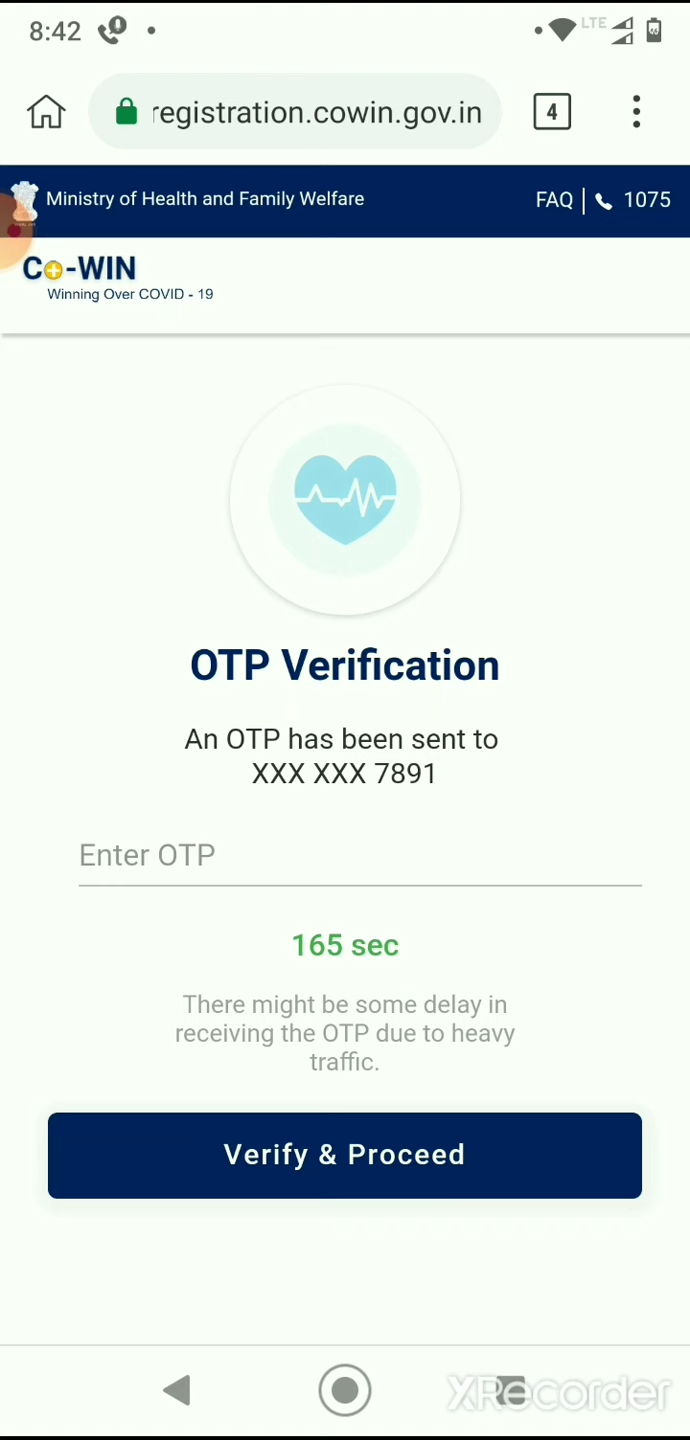 8:42
LTE
registration.cowin.gov.in
4
Ministry of Health and Family Welfare
FAQ
1075
Co-WIN
Winning Over COVID - 19
OTP Verification
An OTP has been sent to
XXX XXX 7891
Enter OTP
165 sec
There might be some delay in
receiving the OTP due to heavy
traffic.
Verify & Proceed
XRecorder